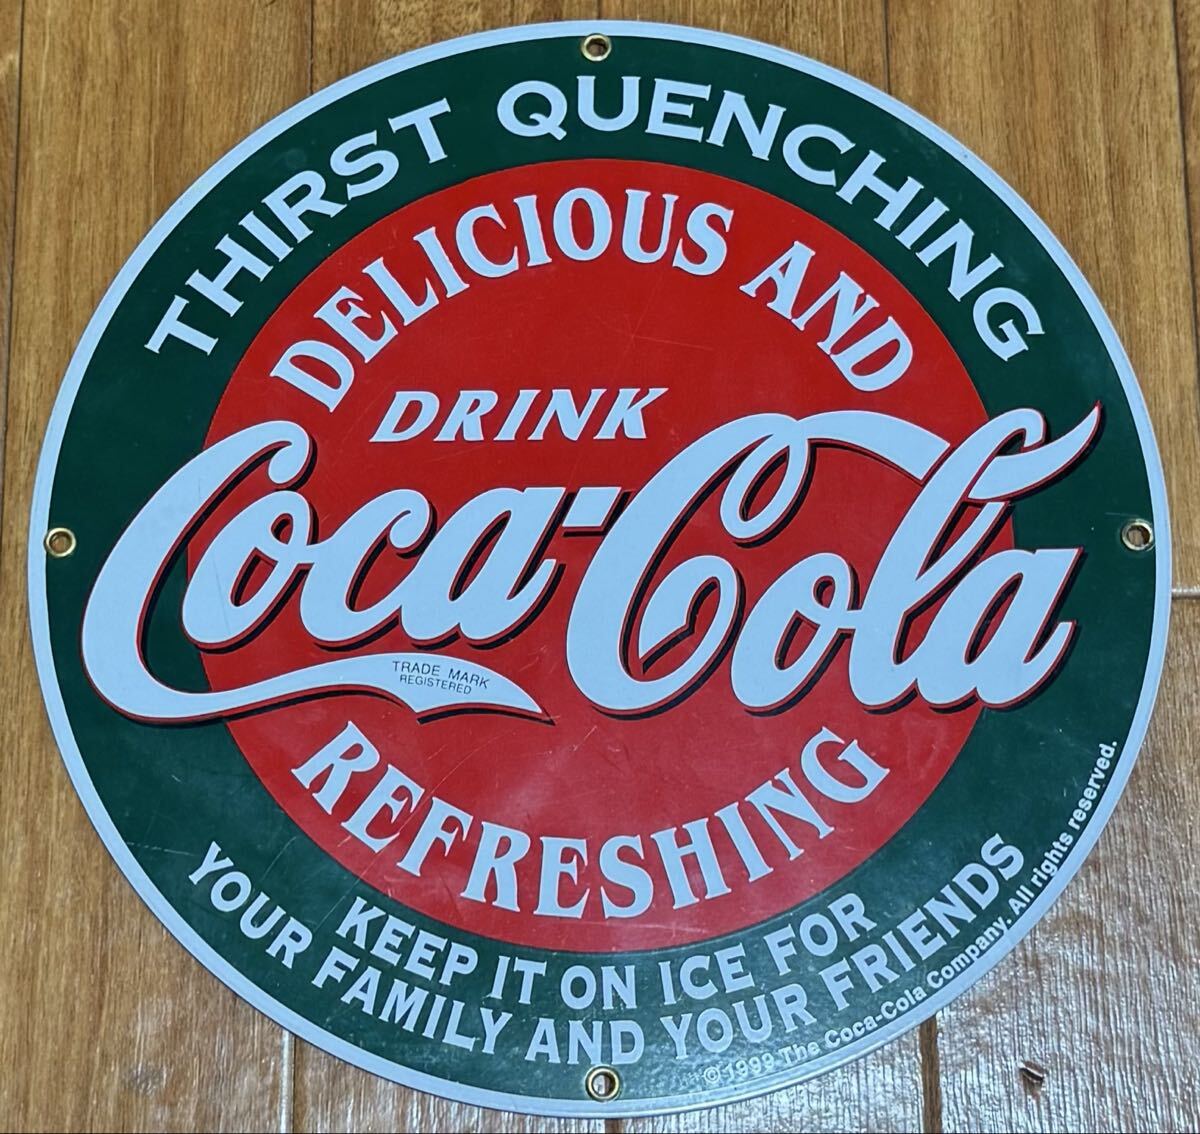 THIRST QUENCHING
DELICIOUS AND
DRINK
Coca-Cola
TRADE MARK
REGISTERED
REFRESHING
KEEP IT ON ICE FOR
YOUR FAMILY AND YOUR FRIENDS
© 1999 The Coca-Cola Company. All rights reserved.